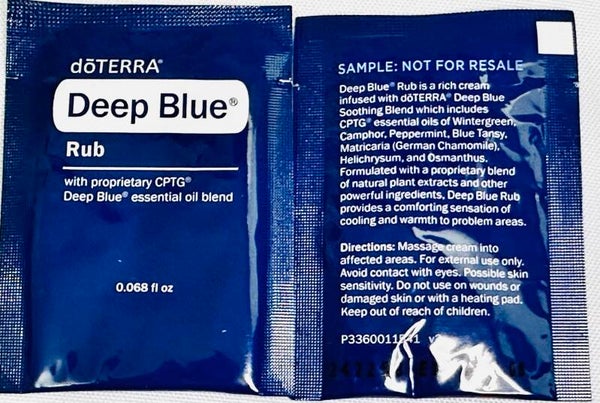 dōTERRA®
Deep Blue®
Rub
with proprietary CPTG®
Deep Blue® essential oil blend
0.068 fl oz
SAMPLE: NOT FOR RESALE
Deep Blue® Rub is a rich cream
infused with dōTERRA® Deep Blue
Soothing Blend which includes
CPTG® essential oils of Wintergreen,
Camphor, Peppermint, Blue Tansy,
Matricaria (German Chamomile),
Helichrysum, and Osmanthus.
Formulated with a proprietary blend
of natural plant extracts and other
powerful ingredients, Deep Blue Rub
provides a comforting sensation of
cooling and warmth to problem areas.
Directions: Massage cream into
affected areas. For external use only.
Avoid contact with eyes. Possible skin
sensitivity. Do not use on wounds or
damaged skin or with a heating pad.
Keep out of reach of children.